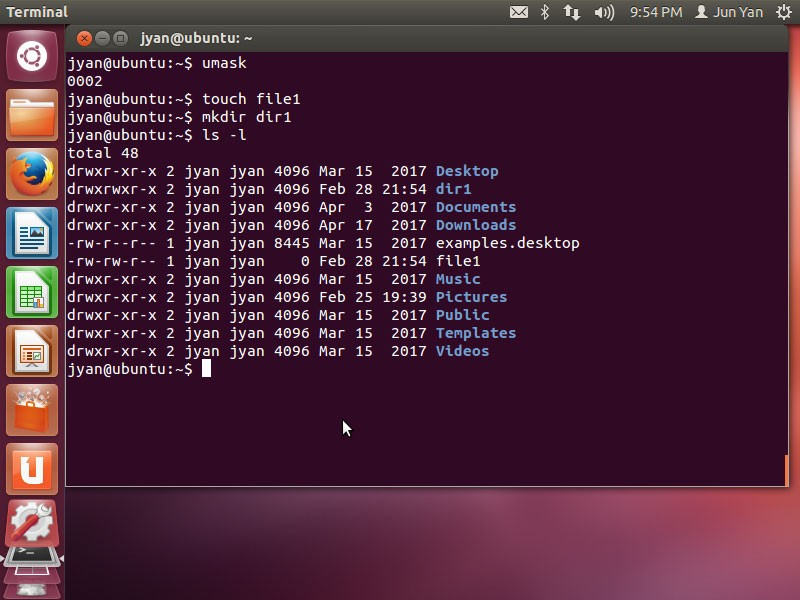 Terminal
9:54 PM
Jun Yan
jyan@ubuntu: ~
jyan@ubuntu:~$ umask
0002
jyan@ubuntu:~$ touch file1
jyan@ubuntu:~$ mkdir dir1
jyan@ubuntu:~$ ls -l
total 48
drwxr-xr-x 2 jyan jyan 4096 Mar 15  2017 Desktop
drwxrwxr-x 2 jyan jyan 4096 Feb 28 21:54 dir1
drwxr-xr-x 2 jyan jyan 4096 Apr  3  2017 Documents
drwxr-xr-x 2 jyan jyan 4096 Apr 17  2017 Downloads
-rw-r--r-- 1 jyan jyan 8445 Mar 15  2017 examples.desktop
-rw-rw-r-- 1 jyan jyan    0 Feb 28 21:54 file1
drwxr-xr-x 2 jyan jyan 4096 Mar 15  2017 Music
drwxr-xr-x 2 jyan jyan 4096 Feb 25 19:39 Pictures
drwxr-xr-x 2 jyan jyan 4096 Mar 15  2017 Public
drwxr-xr-x 2 jyan jyan 4096 Mar 15  2017 Templates
drwxr-xr-x 2 jyan jyan 4096 Mar 15  2017 Videos
jyan@ubuntu:~$